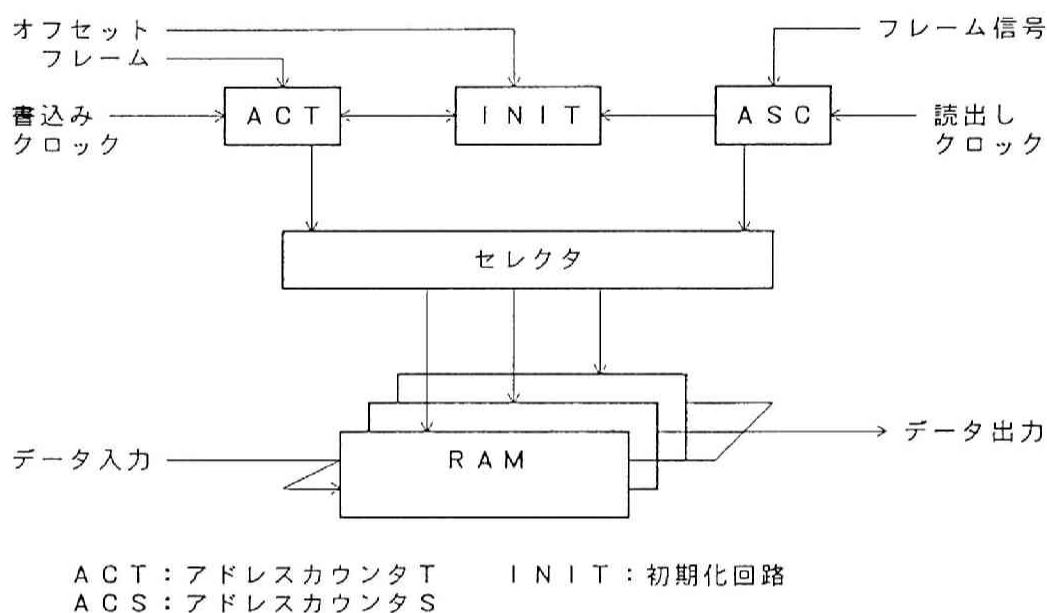 オフセット
フレーム
フレーム信号
書込み
クロック
ACT
INIT
ASC
読出し
クロック
セレクタ
データ入力
RAM
データ出力
ACT：アドレスカウンタT　INIT：初期化回路
ACS：アドレスカウンタS